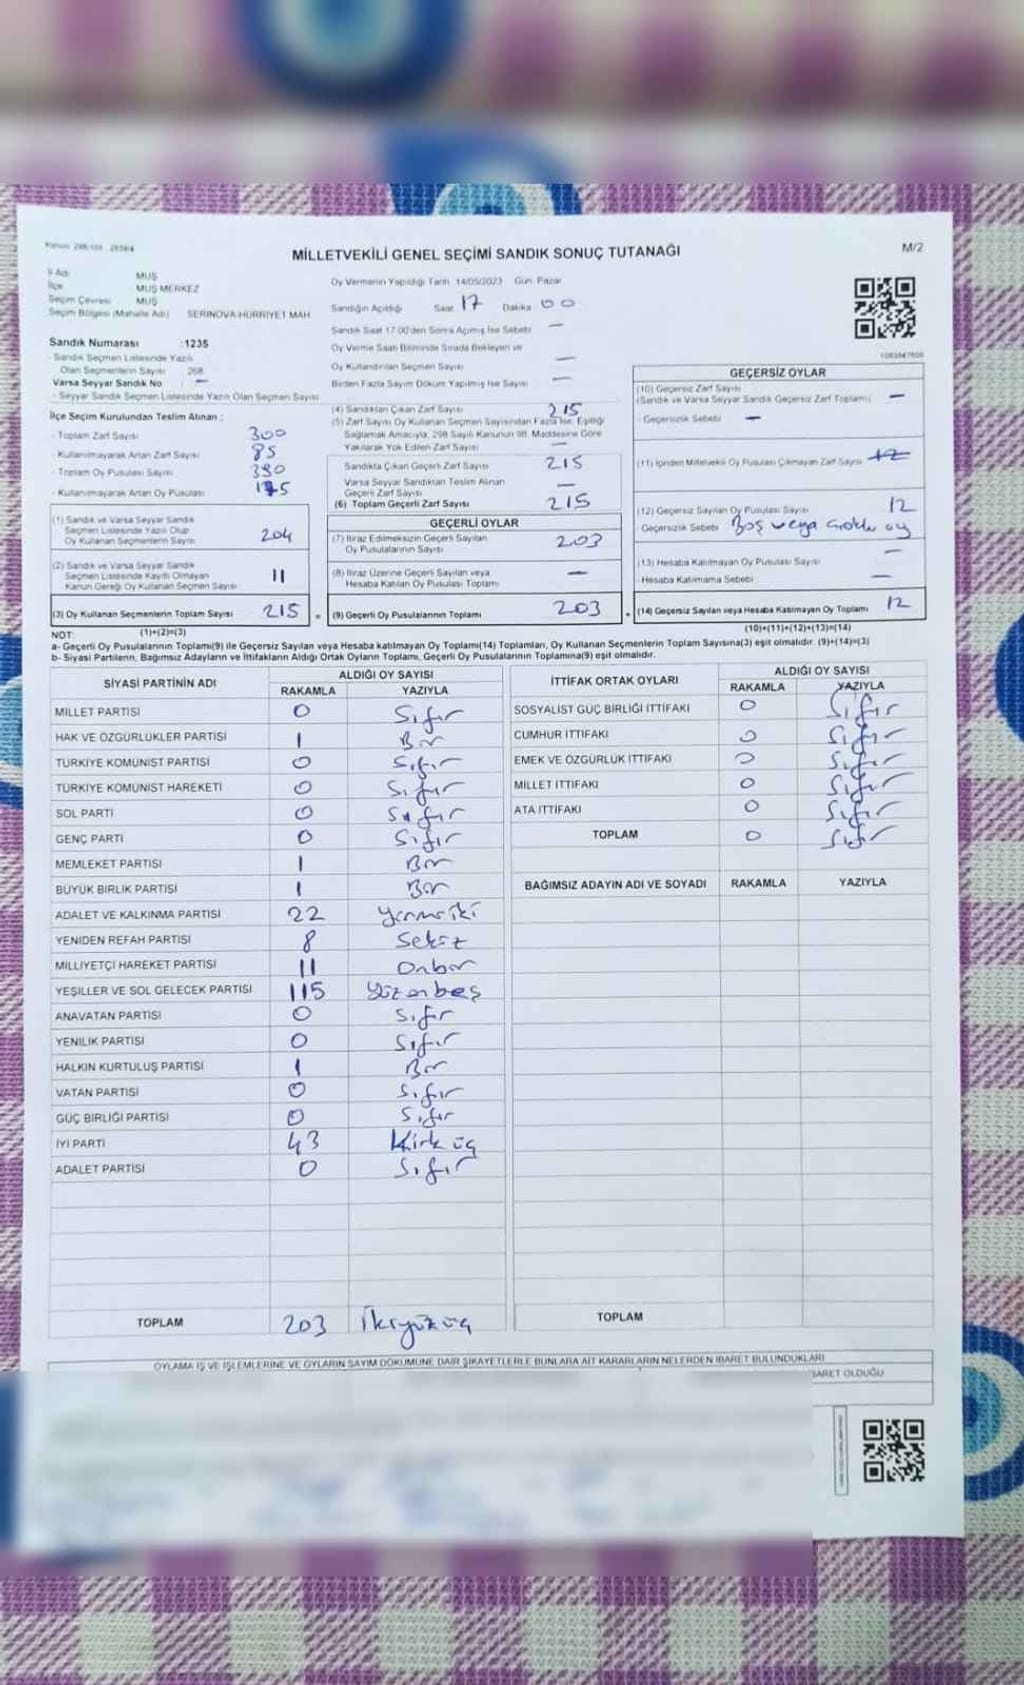 MİLLETVEKİLİ GENEL SEÇİMİ SANDIK SONUÇ TUTANAĞI
M/2
İl Adı MUŞ
İlçe MUŞ MERKEZ
Seçim Çevresi MUŞ
Seçim Bölgesi (Mahalle Adı) SERİNOVA-HÜRRİYET MAH
Sandık Numarası :1235
Sandık Seçmen Listesinde Yazılı
Olan Seçmenlerin Sayısı 268
Varsa Seyyar Sandık No —
- Seyyar Sandık Seçmen Listesinde Yazılı Olan Seçmen Sayısı
İlçe Seçim Kurulundan Teslim Alınan :
- Toplam Zarf Sayısı 300
- Kullanılmayarak Artan Zarf Sayısı 85
- Toplam Oy Pusulası Sayısı
- Kullanılmayarak Artan Oy Pusulası
(1) Sandık ve Varsa Seyyar Sandık
Seçmen Listesinde Yazılı Olup
Oy Kullanan Seçmenlerin Sayısı 204
(2) Sandık ve Varsa Seyyar Sandık
Seçmen Listesinde Kayıtlı Olmayan
Kanun Gereği Oy Kullanan Seçmen Sayısı 11
(3) Oy Kullanan Seçmenlerin Toplam Sayısı 215
Oy Vermenin Yapıldığı Tarih 14/05/2023 Gün Pazar
Sandığın Açıldığı Saat 17 Dakika 00
Sandık Saat 17.00'den Sonra Açılmış İse Sebebi —
Oy Verme Saati Bitiminde Sırada Bekleyen ve
Oy Kullandırılan Seçmen Sayısı —
Birden Fazla Sayım Döküm Yapılmış İse Sayısı —
(4) Sandıktan Çıkan Zarf Sayısı 215
(5) Zarf Sayısı Oy Kullanan Seçmen Sayısından Fazla İse, Eşitliği
Sağlamak Amacıyla; 298 Sayılı Kanunun 98. Maddesine Göre
Yakılarak Yok Edilen Zarf Sayısı —
Sandıkta Çıkan Geçerli Zarf Sayısı 215
Varsa Seyyar Sandıktan Teslim Alınan
Geçerli Zarf Sayısı —
(6) Toplam Geçerli Zarf Sayısı 215
GEÇERLİ OYLAR
(7) İtiraz Edilmeksizin Geçerli Sayılan
Oy Pusulalarının Sayısı 203
(8) İtiraz Üzerine Geçerli Sayılan veya
Hesaba Katılan Oy Pusulası Toplamı —
= (9) Geçerli Oy Pusulalarının Toplamı 203
GEÇERSİZ OYLAR
(10) Geçersiz Zarf Sayısı
(Sandık ve Varsa Seyyar Sandık Geçersiz Zarf Toplamı) —
- Geçersizlik Sebebi —
(11) İçinden Milletvekili Oy Pusulası Çıkmayan Zarf Sayısı
(12) Geçersiz Sayılan Oy Pusulası Sayısı 12
Geçersizlik Sebebi Boş veya oy
(13) Hesaba Katılmayan Oy Pusulası Sayısı —
- Hesaba Katılmama Sebebi —
(14) Geçersiz Sayılan veya Hesaba Katılmayan Oy Toplamı 12
NOT: (1)+(2)=(3) (10)+(11)+(12)+(13)=(14)
a- Geçerli Oy Pusulalarının Toplamı(9) ile Geçersiz Sayılan veya Hesaba katılmayan Oy Toplamı(14) Toplamları, Oy Kullanan Seçmenlerin Toplam Sayısına(3) eşit olmalıdır. (9)+(14)=(3)
b- Siyasi Partilerin, Bağımsız Adayların ve İttifakların Aldığı Ortak Oyların Toplamı, Geçerli Oy Pusulalarının Toplamına(9) eşit olmalıdır.
SİYASİ PARTİNİN ADI ALDIĞI OY SAYISI
RAKAMLA YAZIYLA
MİLLET PARTİSİ 0 Sıfır
HAK VE ÖZGÜRLÜKLER PARTİSİ 1 Bir
TÜRKİYE KOMÜNİST PARTİSİ 0 Sıfır
TÜRKİYE KOMÜNİST HAREKETİ 0 Sıfır
SOL PARTİ 0 Sıfır
GENÇ PARTİ 0 Sıfır
MEMLEKET PARTİSİ 1 Bir
BÜYÜK BİRLİK PARTİSİ 1 Bir
ADALET VE KALKINMA PARTİSİ 22 Yirmiiki
YENİDEN REFAH PARTİSİ 8 Sekiz
MİLLİYETÇİ HAREKET PARTİSİ 11 Onbir
YEŞİLLER VE SOL GELECEK PARTİSİ 115 Yüzonbeş
ANAVATAN PARTİSİ 0 Sıfır
YENİLİK PARTİSİ 0 Sıfır
HALKIN KURTULUŞ PARTİSİ 1 Bir
VATAN PARTİSİ 0 Sıfır
GÜÇ BİRLİĞİ PARTİSİ 0 Sıfır
İYİ PARTİ 43 Kırk üç
ADALET PARTİSİ 0 Sıfır
TOPLAM 203 İkiyüzüç
İTTİFAK ORTAK OYLARI ALDIĞI OY SAYISI
RAKAMLA YAZIYLA
SOSYALİST GÜÇ BİRLİĞİ İTTİFAKI 0 Sıfır
CUMHUR İTTİFAKI 0 Sıfır
EMEK VE ÖZGÜRLÜK İTTİFAKI 0 Sıfır
MİLLET İTTİFAKI 0 Sıfır
ATA İTTİFAKI 0 Sıfır
TOPLAM 0 Sıfır
BAĞIMSIZ ADAYIN ADI VE SOYADI RAKAMLA YAZIYLA
TOPLAM
OYLAMA İŞ VE İŞLEMLERİNE VE OYLARIN SAYIM DÖKÜMÜNE DAİR ŞİKAYETLERLE BUNLARA AİT KARARLARIN NELERDEN İBARET BULUNDUKLARI
OLDUĞU